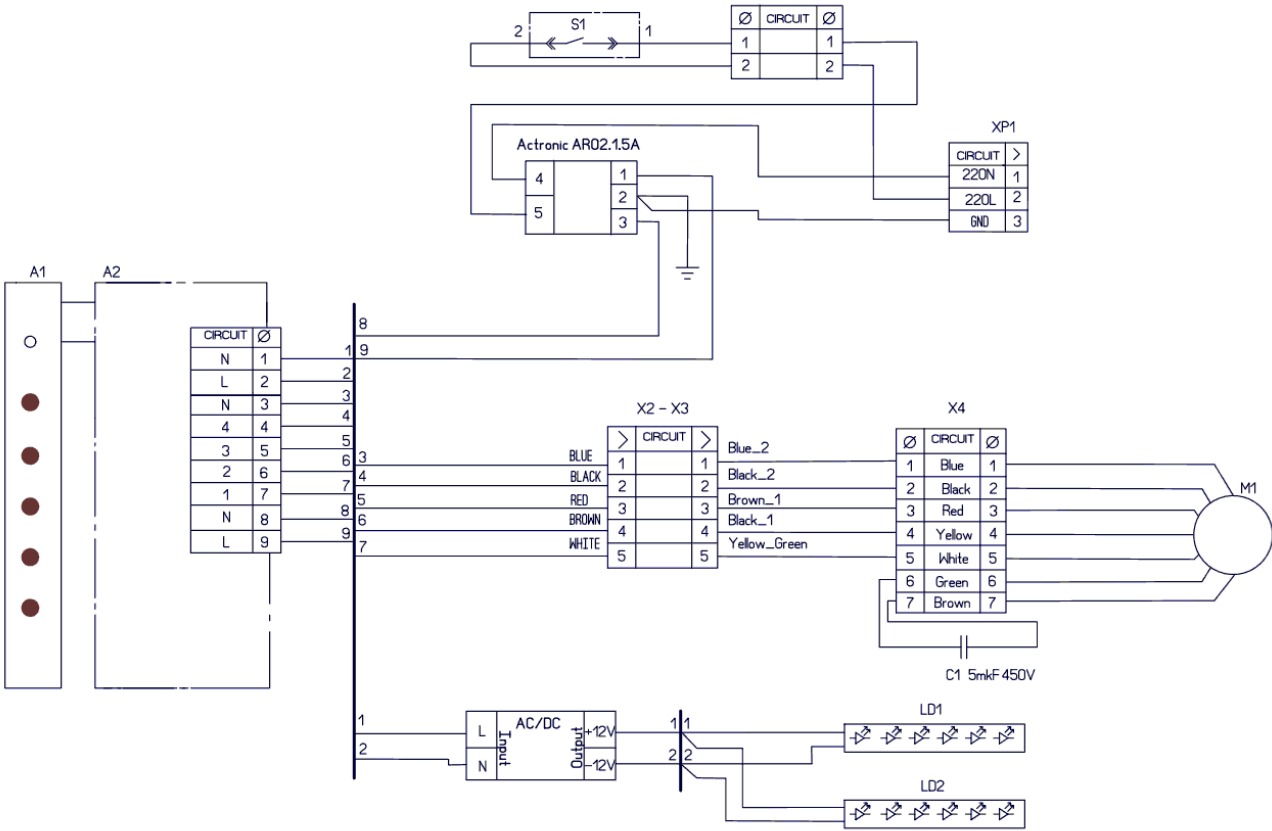 2 S1 1
Ø CIRCUIT Ø
1 1
2 2
XP1
CIRCUIT >
220N 1
220L 2
GND 3
Actronic AR02.1.5A
4 1
2
5 3
A1 A2
CIRCUIT Ø
N 1
L 2
N 3
4 4
3 5
2 6
1 7
N 8
L 9
8
1 9
2
3
4
5
6 3
7 4
5
8 6
9 7
X2 - X3
> CIRCUIT >
BLUE 1 1 Blue_2
BLACK 2 2 Black_2
RED 3 3 Brown_1
BROWN 4 4 Black_1
WHITE 5 5 Yellow_Green
X4
Ø CIRCUIT Ø
1 Blue 1
2 Black 2
3 Red 3
4 Yellow 4
5 White 5
6 Green 6
7 Brown 7
M1
C1 5mkF 450V
1
2
AC/DC
L Input Output +12V
N -12V
1 1
2 2
LD1
LD2